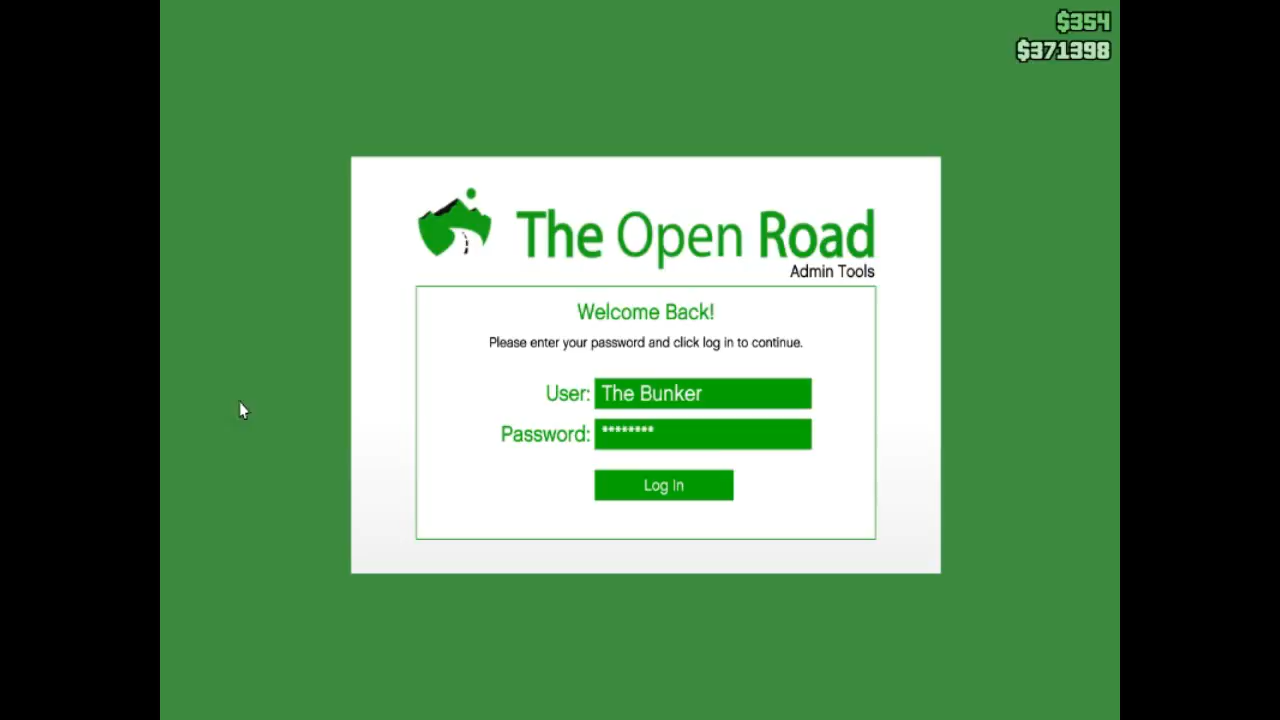 $354
$371398
The Open Road
Admin Tools
Welcome Back!
Please enter your password and click log in to continue.
User: The Bunker
Password: ********
Log In